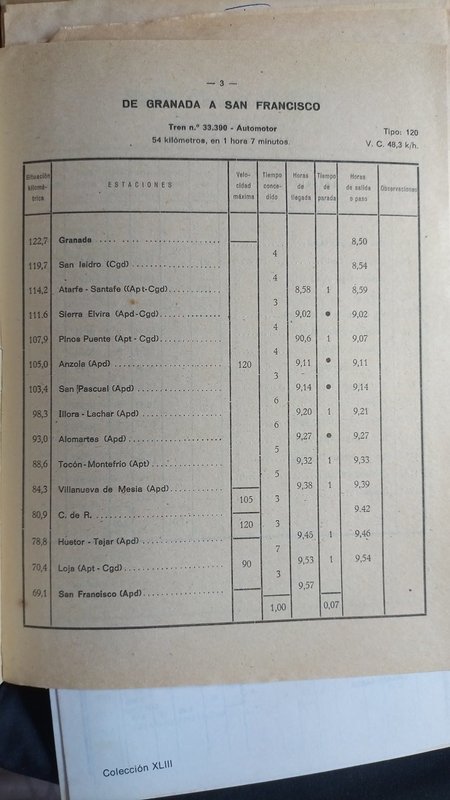 — 3 —
DE GRANADA A SAN FRANCISCO
Tren n.º 33.390 - Automotor
54 kilómetros, en 1 hora 7 minutos.
Tipo: 120
V. C. 48,3 k/h.
Situación kilométrica ESTACIONES Velocidad máxima Tiempo concedido Horas de llegada Tiempo de parada Horas de salida o paso Observaciones
122,7 Granada 8,50
4
119,7 San Isidro (Cgd) 8,54
4
114,2 Atarfe - Santafe ((Apt-Cgd) 8,58 1 8,59
3
111.6 Sierra Elvira (Apd-Cgd) 9,02 ● 9,02
4
107,9 Pinos Puente (Apt - Cgd) 90,6 1 9,07
4
105,0 Anzola (Apd) 120 9,11 ● 9,11
3
103,4 San Pascual (Apd) 9,14 ● 9,14
6
98,3 Illora - Lachar (Apd) 9,20 1 9,21
6
93,0 Alomartes (Apd) 9,27 ● 9,27
5
88,6 Tocón-Montefrío (Apt) 9,32 1 9,33
5
84,3 Villanueva de Mesia (Apd) 9,38 1 9,39
105 3
80,9 C. de R. 9.42
120 3
78,8 Huetor - Tajar (Apd) 9,45 1 9,46
7
70,4 Loja (Apt - Cgd) 90 9,53 1 9,54
3
69,1 San Francisco (Apd) 9,57
1,00 0,07
Colección XLIII